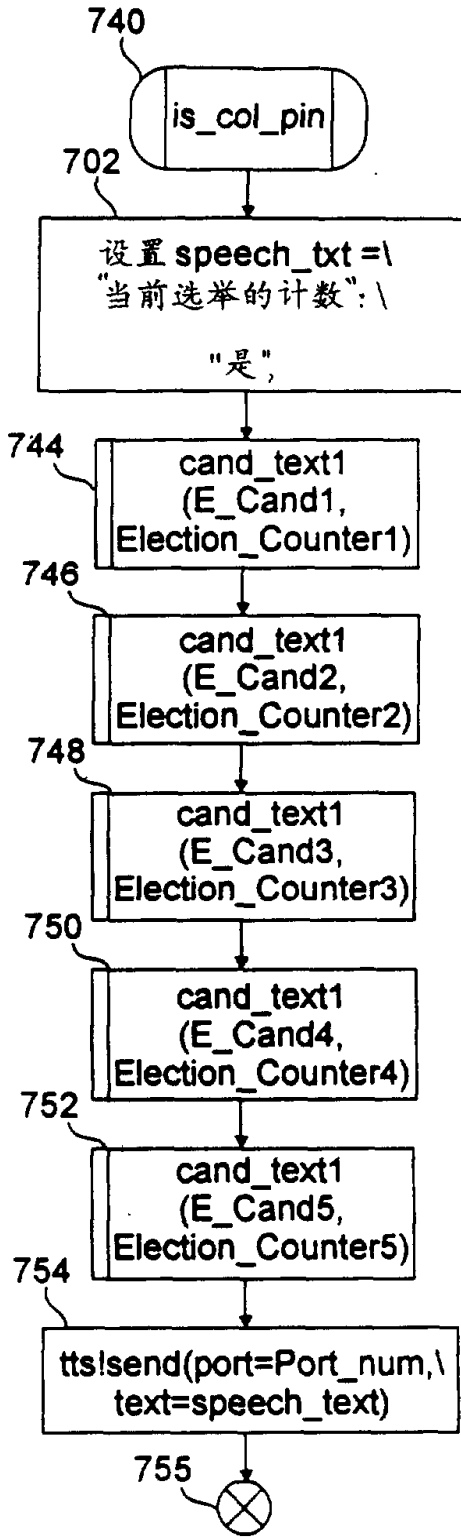 740
is_col_pin
702
设置 speech_txt =\
"当前选举的计数":\
"是",
744
cand_text1
(E_Cand1,
Election_Counter1)
746
cand_text1
(E_Cand2,
Election_Counter2)
748
cand_text1
(E_Cand3,
Election_Counter3)
750
cand_text1
(E_Cand4,
Election_Counter4)
752
cand_text1
(E_Cand5,
Election_Counter5)
754
tts!send(port=Port_num,\
text=speech_text)
755